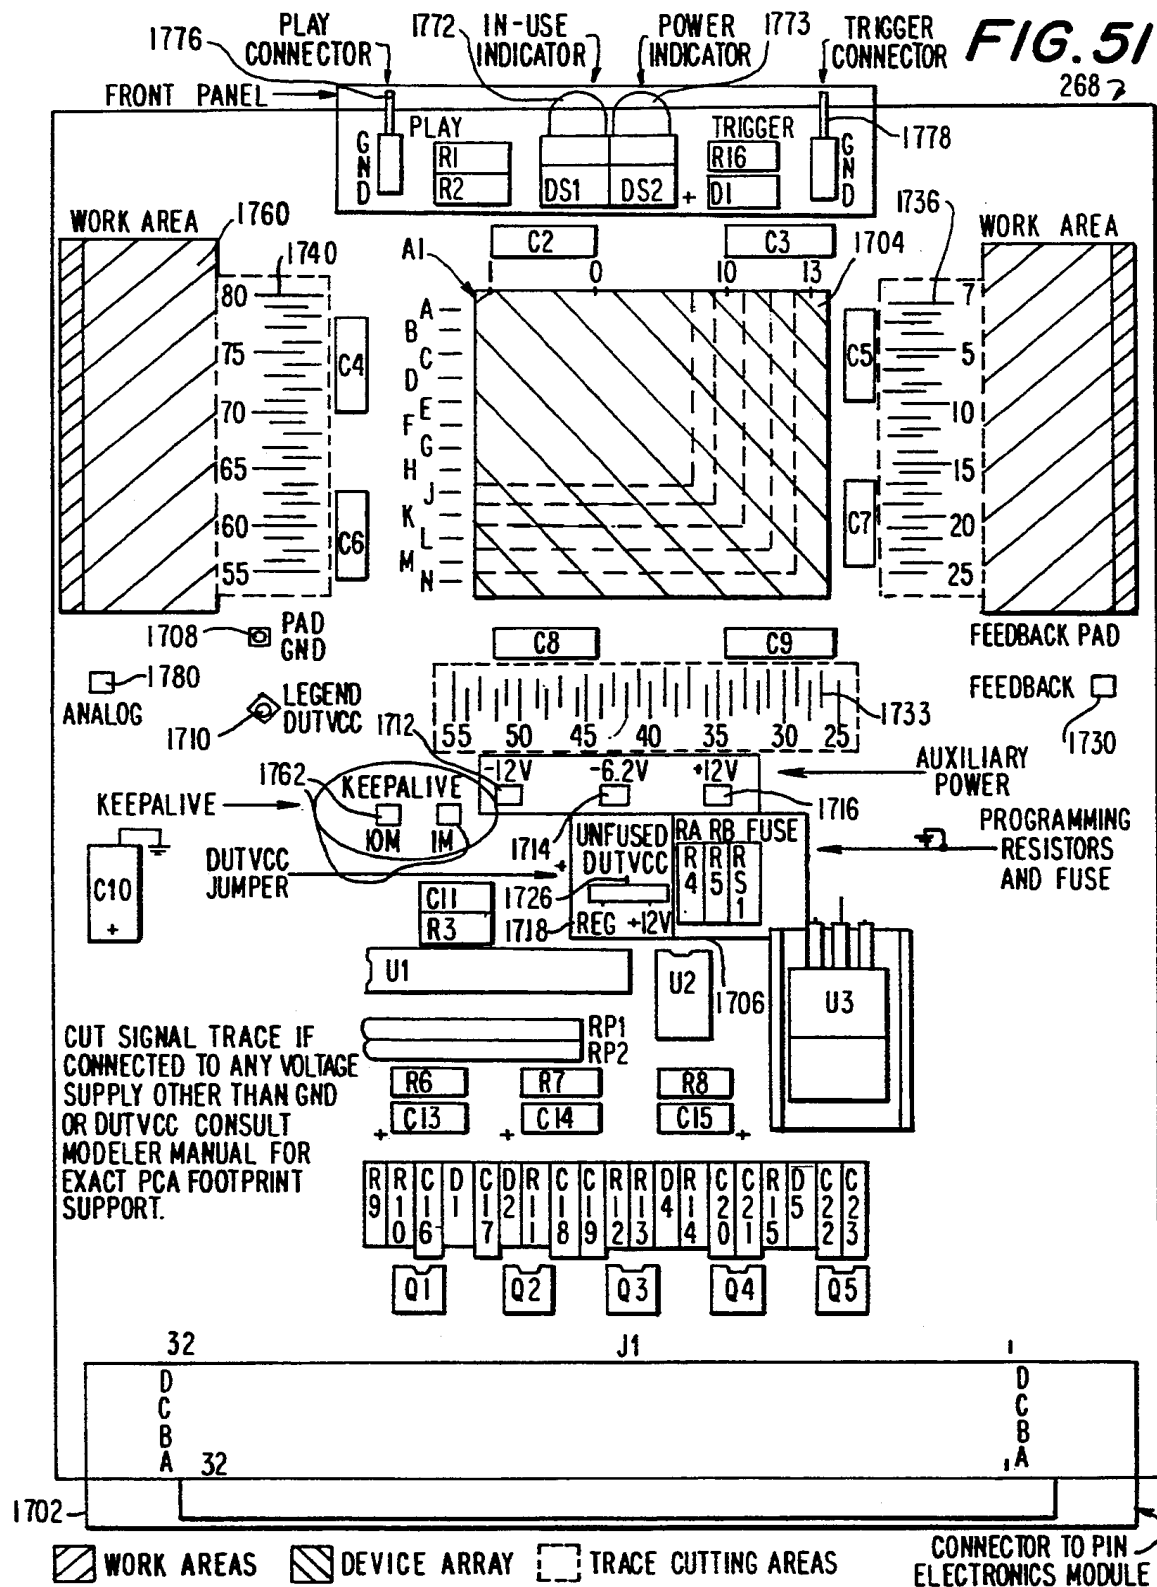 FIG. 51
268
1776
PLAY CONNECTOR
1772
IN-USE INDICATOR
POWER INDICATOR
1773
TRIGGER CONNECTOR
FRONT PANEL
GND
PLAY
R1
R2
DS1
DS2
+
TRIGGER
R16
D1
GND
1778
WORK AREA
1760
1740
C2
C3
1704
1736
WORK AREA
A1
1
0
10
13
80
75
70
65
60
55
C4
C6
A
B
C
D
E
F
G
H
J
K
L
M
N
C5
C7
7
5
10
15
20
25
1708
PAD GND
C8
C9
FEEDBACK PAD
1780
ANALOG
1710
LEGEND DUTVCC
1712
55
50
45
40
35
30
25
1733
FEEDBACK
1730
-12V
-6.2V
+12V
AUXILIARY POWER
1762
KEEPALIVE
KEEPALIVE
10M
1M
1714
1716
UNFUSED DUTVCC
RA
RB
FUSE
PROGRAMMING RESISTORS AND FUSE
DUTVCC JUMPER
+
1726
R4
R5
RS1
C10
+
C11
R3
1718
REG
+12V
1706
U1
U2
U3
CUT SIGNAL TRACE IF
CONNECTED TO ANY VOLTAGE
SUPPLY OTHER THAN GND
OR DUTVCC CONSULT
MODELER MANUAL FOR
EXACT PCA FOOTPRINT
SUPPORT.
RP1
RP2
R6
R7
R8
C13
C14
C15
+
+
+
R9
R10
C16
D1
C17
D2
R11
C18
C19
R12
R13
D4
R14
C20
C21
R15
D5
C22
C23
Q1
Q2
Q3
Q4
Q5
32
J1
1
D
C
B
A
32
D
C
B
A
1
1702
WORK AREAS
DEVICE ARRAY
TRACE CUTTING AREAS
CONNECTOR TO PIN
ELECTRONICS MODULE